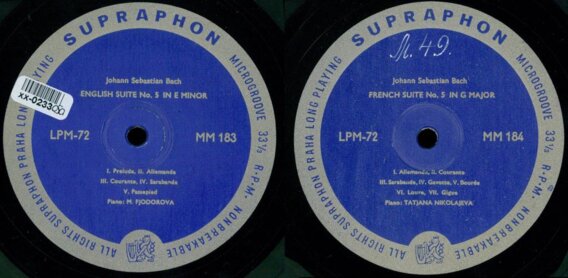 SUPRAPHON
MICROGROOVE 33⅓ R·P·M· NONBREAKABLE
ALL RIGHTS SUPRAPHON PRAHA LONG PLAYING
XX-0233
Johann Sebastian Bach
ENGLISH SUITE No. 5 IN E MINOR
LPM-72
MM 183
I. Prelude, II. Allemande
III. Courante, IV. Sarabande
V. Passepied
Piano: M. FJODOROVA
SUPRAPHON
MICROGROOVE 33⅓ R·P·M· NONBREAKABLE
ALL RIGHTS SUPRAPHON PRAHA LONG PLAYING
Johann Sebastian Bach
FRENCH SUITE No. 5 IN G MAJOR
LPM-72
MM 184
I. Allemande, II. Courante
III. Sarabande, IV. Gavotte, V. Bourée
VI. Loure, VII. Gigue
Piano: TATJANA NIKOLAJEVA